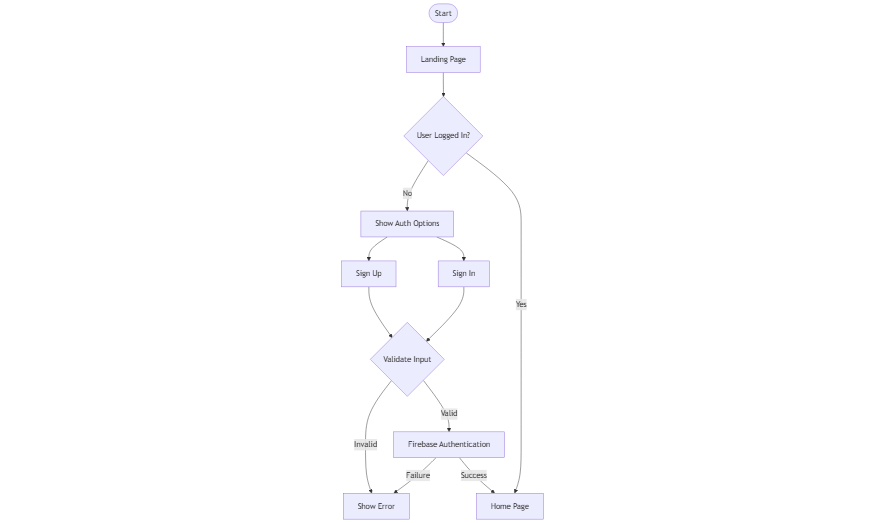 Start
Landing Page
User Logged In?
No
Show Auth Options
Sign Up
Sign In
Yes
Validate Input
Valid
Invalid
Firebase Authentication
Failure
Success
Show Error
Home Page